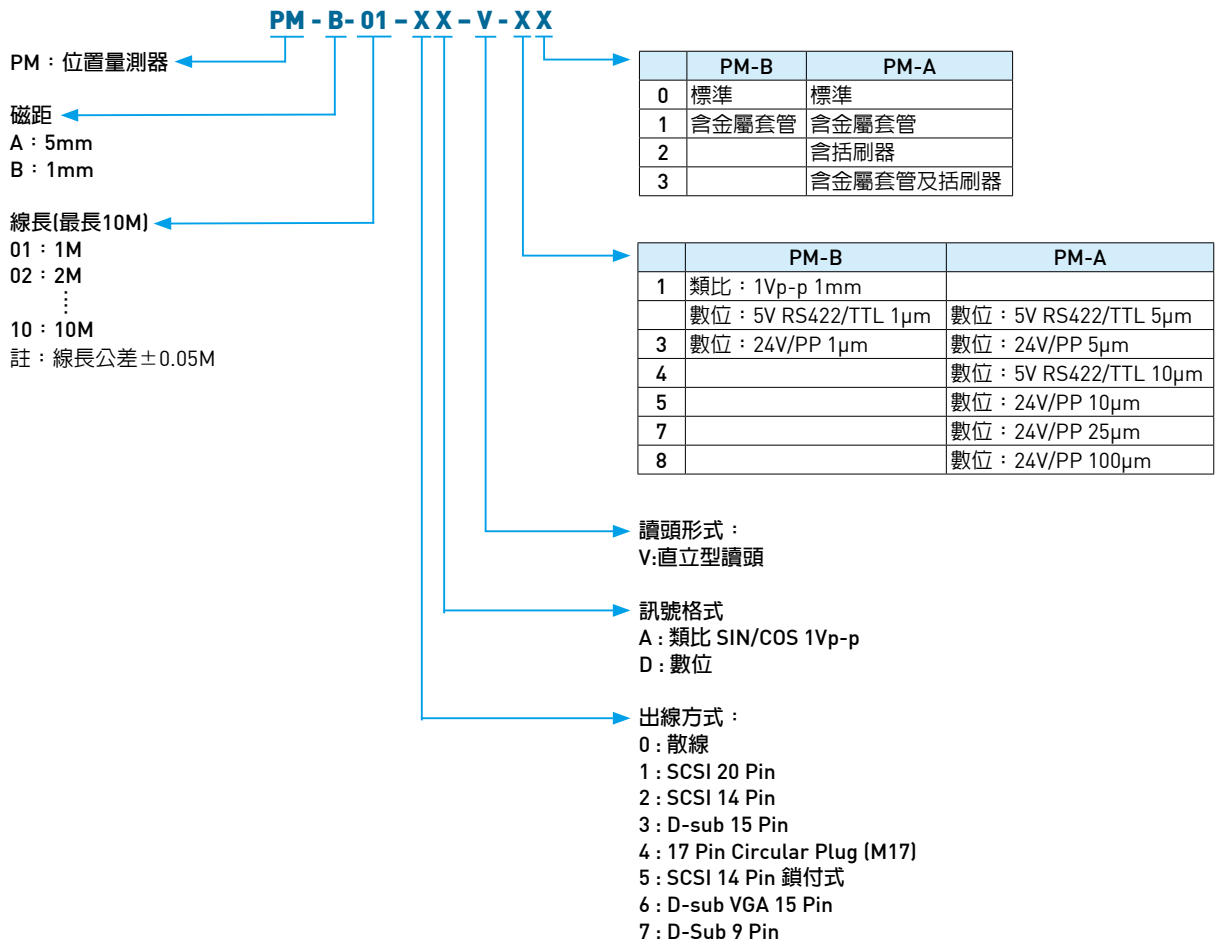 PM - B- 01 – X X – V - X X
PM：位置量測器
磁距
A：5mm
B：1mm
線長(最長10M)
01：1M
02：2M
⋮
10：10M
註：線長公差±0.05M
PM-B PM-A
0 標準 標準
1 含金屬套管 含金屬套管
2 含括刷器
3 含金屬套管及括刷器
PM-B PM-A
1 類比：1Vp-p 1mm
數位：5V RS422/TTL 1µm 數位：5V RS422/TTL 5µm
3 數位：24V/PP 1µm 數位：24V/PP 5µm
4 數位：5V RS422/TTL 10µm
5 數位：24V/PP 10µm
7 數位：24V/PP 25µm
8 數位：24V/PP 100µm
讀頭形式：
V:直立型讀頭
訊號格式
A : 類比 SIN/COS 1Vp-p
D : 數位
出線方式：
0 : 散線
1 : SCSI 20 Pin
2 : SCSI 14 Pin
3 : D-sub 15 Pin
4 : 17 Pin Circular Plug (M17)
5 : SCSI 14 Pin 鎖付式
6 : D-sub VGA 15 Pin
7 : D-Sub 9 Pin